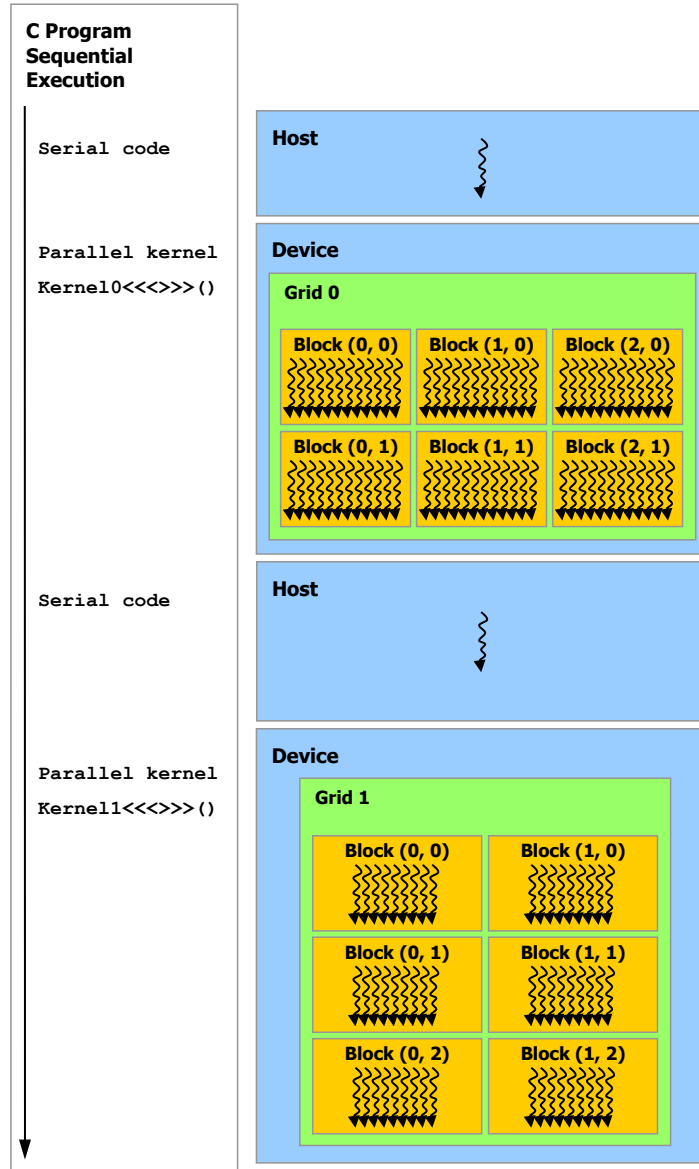 C Program
Sequential
Execution
Serial code
Host
Parallel kernel
Kernel0<<<>>>()
Device
Grid 0
Block (0, 0)
Block (1, 0)
Block (2, 0)
Block (0, 1)
Block (1, 1)
Block (2, 1)
Serial code
Host
Parallel kernel
Kernel1<<<>>>()
Device
Grid 1
Block (0, 0)
Block (1, 0)
Block (0, 1)
Block (1, 1)
Block (0, 2)
Block (1, 2)